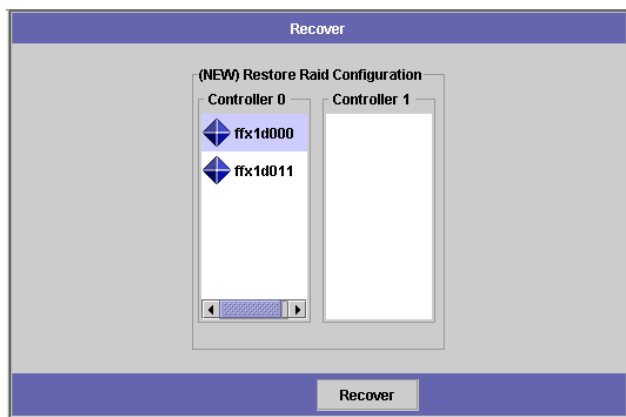 Recover
(NEW) Restore Raid Configuration
Controller 0
Controller 1
ffx1d000
ffx1d011
Recover